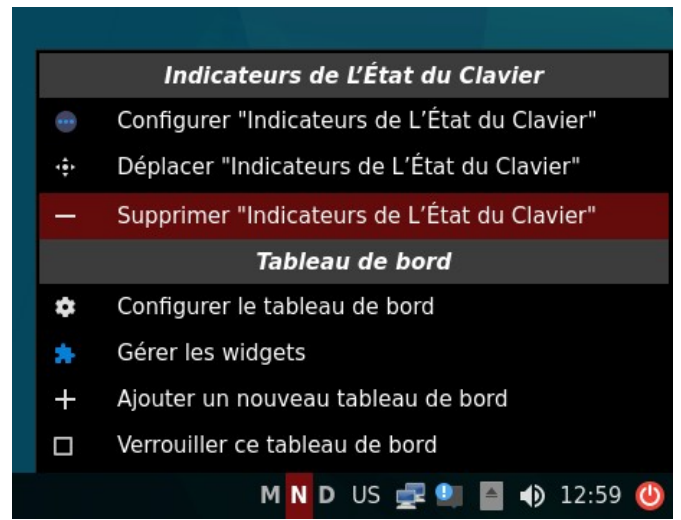 Indicateurs de L’État du Clavier
Configurer "Indicateurs de L’État du Clavier"
Déplacer "Indicateurs de L’État du Clavier"
Supprimer "Indicateurs de L’État du Clavier"
Tableau de bord
Configurer le tableau de bord
Gérer les widgets
Ajouter un nouveau tableau de bord
Verrouiller ce tableau de bord
M N D US 12:59